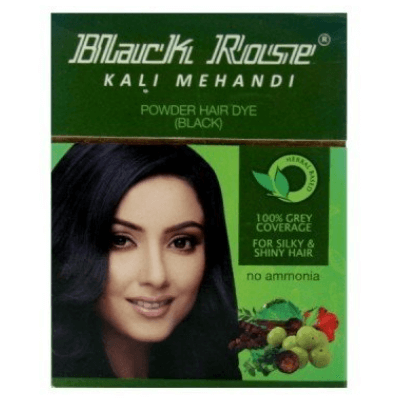 Black Rose®
KALI MEHANDI
POWDER HAIR DYE
(BLACK)
HERBAL BASED
100% GREY
COVERAGE
FOR SILKY &
SHINY HAIR
no ammonia